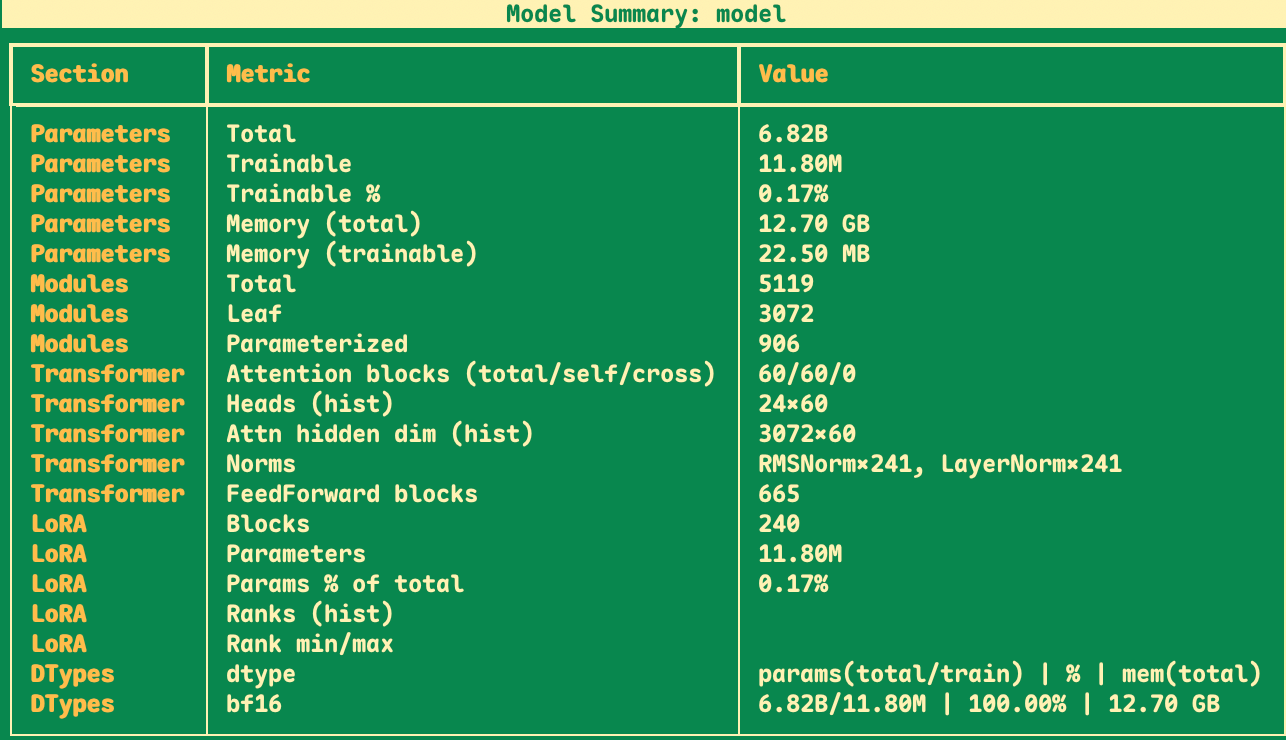 Model Summary: model
Section Metric Value
Parameters Total 6.82B
Parameters Trainable 11.80M
Parameters Trainable % 0.17%
Parameters Memory (total) 12.70 GB
Parameters Memory (trainable) 22.50 MB
Modules Total 5119
Modules Leaf 3072
Modules Parameterized 906
Transformer Attention blocks (total/self/cross) 60/60/0
Transformer Heads (hist) 24×60
Transformer Attn hidden dim (hist) 3072×60
Transformer Norms RMSNorm×241, LayerNorm×241
Transformer FeedForward blocks 665
LoRA Blocks 240
LoRA Parameters 11.80M
LoRA Params % of total 0.17%
LoRA Ranks (hist)
LoRA Rank min/max
DTypes dtype params(total/train) | % | mem(total)
DTypes bf16 6.82B/11.80M | 100.00% | 12.70 GB